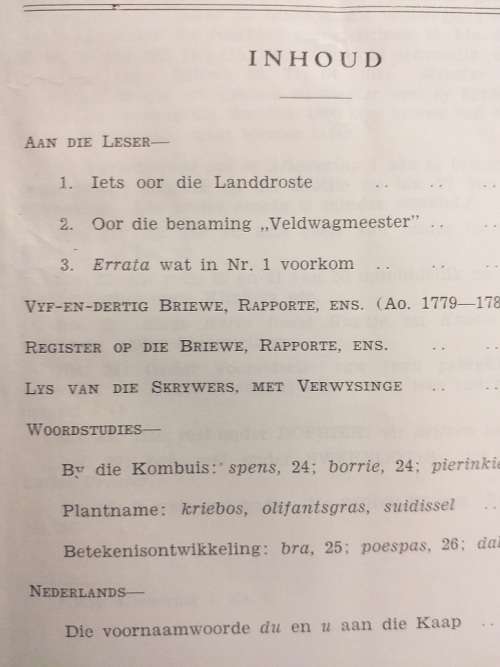 INHOUD
AAN DIE LESER—
1. Iets oor die Landdroste .. .. ..
2. Oor die benaming „Veldwagmeester” .. ..
3. Errata wat in Nr. 1 voorkom .. .. ..
VYF-EN-DERTIG BRIEWE, RAPPORTE, ENS. (Ao. 1779—178
REGISTER OP DIE BRIEWE, RAPPORTE, ENS. .. ..
LYS VAN DIE SKRYWERS, MET VERWYSINGE .. ..
WOORDSTUDIES—
By die Kombuis: spens, 24; borrie, 24; pierinkie
Plantname: kriebos, olifantsgras, suidissel ..
Betekenisontwikkeling: bra, 25; poespas, 26;
NEDERLANDS—
Die voornaamwoorde du en u aan die Kaap ..